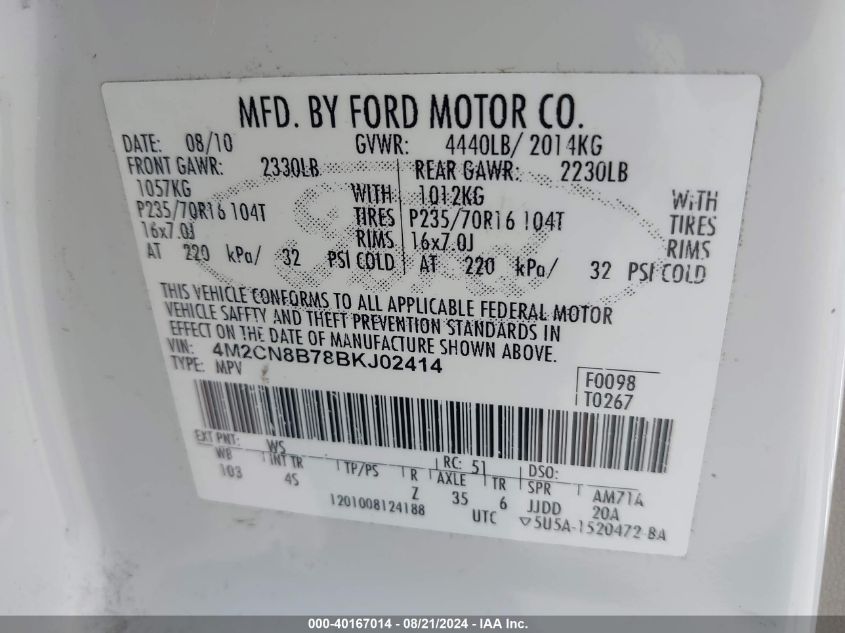 MFD. BY FORD MOTOR CO.
DATE: 08/10 GVWR: 4440LB/ 2014KG
FRONT GAWR: 2330LB REAR GAWR: 2230LB
1057KG WITH 1012KG WITH
P235/70R16 104T TIRES P235/70R16 104T TIRES
16x7.0J RIMS 16x7.0J RIMS
AT 220 kPa/ 32 PSI COLD AT 220 kPa/ 32 PSI COLD
THIS VEHICLE CONFORMS TO ALL APPLICABLE FEDERAL MOTOR
VEHICLE SAFETY AND THEFT PREVENTION STANDARDS IN
EFFECT ON THE DATE OF MANUFACTURE SHOWN ABOVE.
VIN: 4M2CN8B78BKJ02414
TYPE: MPV
F0098
T0267
EXT PNT: WS RC: 51 DSO:
WB INT TR TP/PS R AXLE TR SPR AM71A
103 4S Z 35 6 JJDD 20A
1201008124188 UTC ▽5U5A-1520472-BA
000-40167014 - 08/21/2024 - IAA Inc.